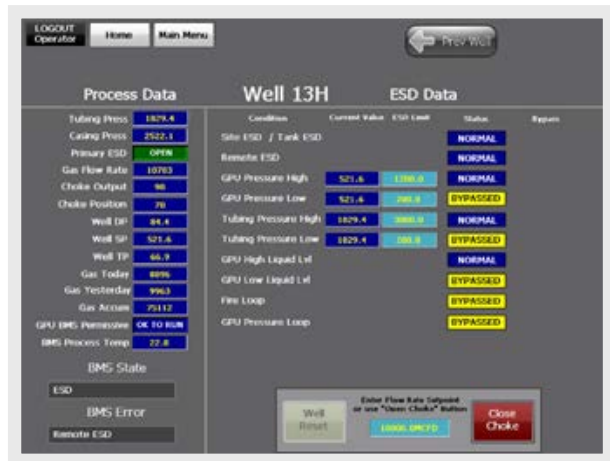 LOGOUT
Operator
Home
Main Menu
Prev Well
Process Data
Well 13H
ESD Data
Tubing Press 1829.4
Casing Press 2522.1
Primary ESD OPEN
Gas Flow Rate 10783
Choke Output 90
Choke Position 70
Well DP 84.4
Well SP 521.6
Well TP 66.9
Gas Today 8096
Gas Yesterday 9963
Gas Accum 75112
GPU BMS Permissive OK TO RUN
BMS Process Temp 22.8
BMS State
ESD
BMS Error
Remote ESD
Condition Current Value ESD Limit Status Bypass
Site ESD / Tank ESD NORMAL
Remote ESD NORMAL
GPU Pressure High 521.6 1200.0 NORMAL
GPU Pressure Low 521.6 200.0 BYPASSED
Tubing Pressure High 1829.4 NORMAL
Tubing Pressure Low 1829.4 BYPASSED
GPU High Liquid Lvl NORMAL
GPU Low Liquid Lvl BYPASSED
Fire Loop BYPASSED
GPU Pressure Loop BYPASSED
Well
Reset
Enter Flow Rate Setpoint
or use "Open Choke" Button
10000.0MCFD
Close
Choke